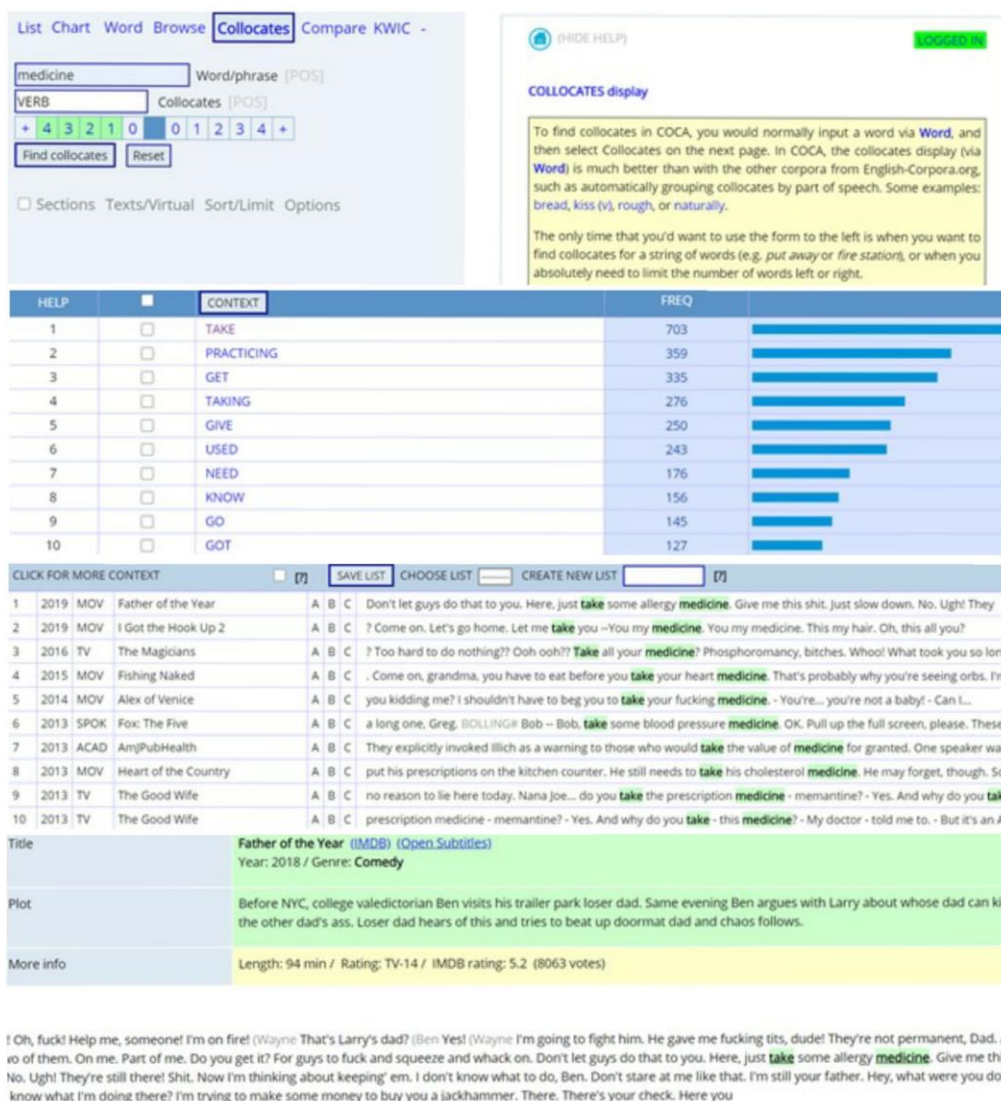 List Chart Word Browse Collocates Compare KWIC -
medicine Word/phrase [POS]
VERB Collocates [POS]
+ 4 3 2 1 0 0 1 2 3 4 +
Find collocates Reset
Sections Texts/Virtual Sort/Limit Options
(HIDE HELP) LOGGED IN
COLLOCATES display
To find collocates in COCA, you would normally input a word via Word, and
then select Collocates on the next page. In COCA, the collocates display (via
Word) is much better than with the other corpora from English-Corpora.org,
such as automatically grouping collocates by part of speech. Some examples:
bread, kiss (v), rough, or naturally.
The only time that you'd want to use the form to the left is when you want to
find collocates for a string of words (e.g. put away or fire station), or when you
absolutely need to limit the number of words left or right.
HELP CONTEXT FREQ
1 TAKE 703
2 PRACTICING 359
3 GET 335
4 TAKING 276
5 GIVE 250
6 USED 243
7 NEED 176
8 KNOW 156
9 GO 145
10 GOT 127
CLICK FOR MORE CONTEXT [?] SAVE LIST CHOOSE LIST CREATE NEW LIST [?]
1 2019 MOV Father of the Year A B C Don't let guys do that to you. Here, just take some allergy medicine. Give me this shit. Just slow down. No. Ugh! They
2 2019 MOV I Got the Hook Up 2 A B C ? Come on. Let's go home. Let me take you --You my medicine. You my medicine. This my hair. Oh, this all you?
3 2016 TV The Magicians A B C ? Too hard to do nothing?? Ooh ooh?? Take all your medicine? Phosphoromancy, bitches. Whoo! What took you so lon
4 2015 MOV Fishing Naked A B C . Come on, grandma, you have to eat before you take your heart medicine. That's probably why you're seeing orbs. I'm
5 2014 MOV Alex of Venice A B C you kidding me? I shouldn't have to beg you to take your fucking medicine. - You're... you're not a baby! - Can I...
6 2013 SPOK Fox: The Five A B C a long one, Greg. BOLLING# Bob -- Bob, take some blood pressure medicine. OK. Pull up the full screen, please. These
7 2013 ACAD AmJPubHealth A B C They explicitly invoked Illich as a warning to those who would take the value of medicine for granted. One speaker wa
8 2013 MOV Heart of the Country A B C put his prescriptions on the kitchen counter. He still needs to take his cholesterol medicine. He may forget, though. So
9 2013 TV The Good Wife A B C no reason to lie here today. Nana Joe... do you take the prescription medicine - memantine? - Yes. And why do you tak
10 2013 TV The Good Wife A B C prescription medicine - memantine? - Yes. And why do you take - this medicine? - My doctor - told me to. - But it's an A
Title Father of the Year (IMDB) (Open Subtitles)
Year: 2018 / Genre: Comedy
Plot Before NYC, college valedictorian Ben visits his trailer park loser dad. Same evening Ben argues with Larry about whose dad can ki
the other dad's ass. Loser dad hears of this and tries to beat up doormat dad and chaos follows.
More info Length: 94 min / Rating: TV-14 / IMDB rating: 5.2 (8063 votes)
! Oh, fuck! Help me, someone! I'm on fire! (Wayne That's Larry's dad? (Ben Yes! (Wayne I'm going to fight him. He gave me fucking tits, dude! They're not permanent, Dad.
vo of them. On me. Part of me. Do you get it? For guys to fuck and squeeze and whack on. Don't let guys do that to you. Here, just take some allergy medicine. Give me th
No. Ugh! They're still there! Shit. Now I'm thinking about keeping' em. I don't know what to do, Ben. Don't stare at me like that. I'm still your father. Hey, what were you do
know what I'm doing there? I'm trying to make some money to buy you a jackhammer. There. There's your check. Here you